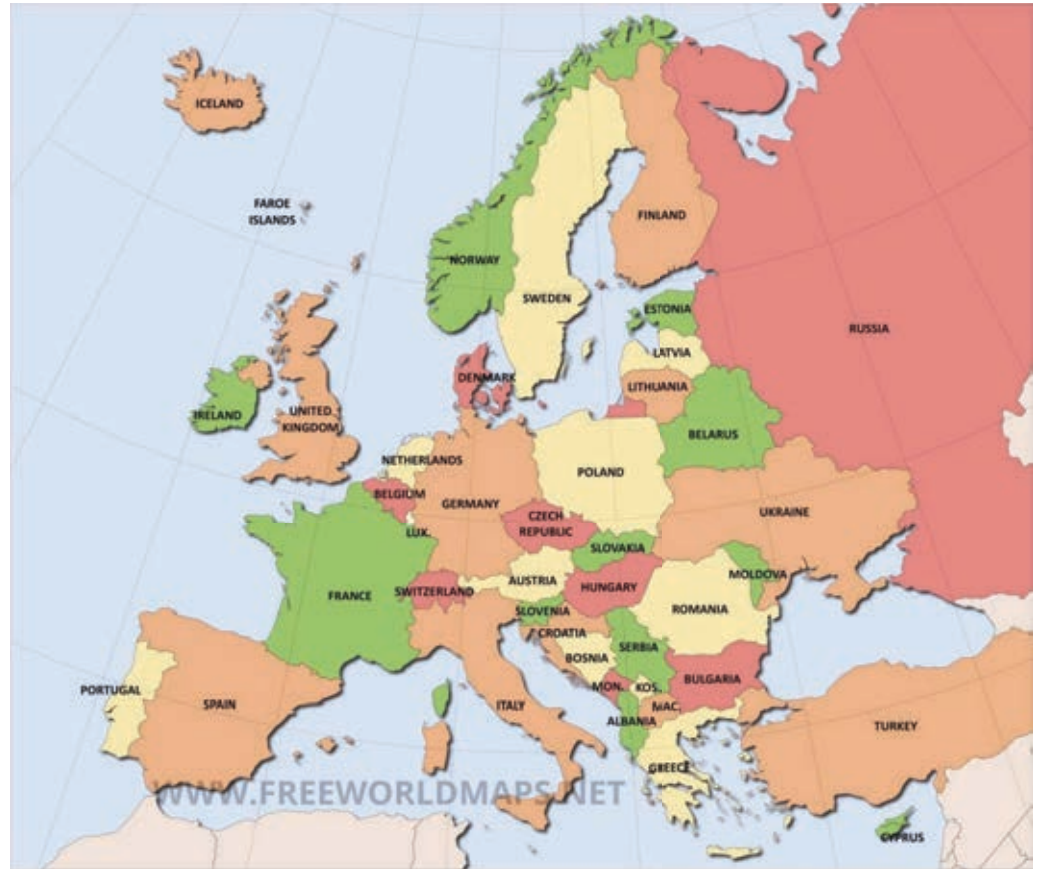 ICELAND
FAROE
ISLANDS
FINLAND
NORWAY
SWEDEN
ESTONIA
RUSSIA
LATVIA
DENMARK
LITHUANIA
IRELAND
UNITED
KINGDOM
BELARUS
NETHERLANDS
POLAND
BELGIUM
GERMANY
UKRAINE
CZECH
REPUBLIC
LUX.
SLOVAKIA
MOLDOVA
AUSTRIA
HUNGARY
SWITZERLAND
FRANCE
ROMANIA
SLOVENIA
CROATIA
SERBIA
BOSNIA
BULGARIA
MON.
KOS.
PORTUGAL
SPAIN
ITALY
MAC.
ALBANIA
TURKEY
GREECE
WWW.FREEWORLDMAPS.NET
CYPRUS